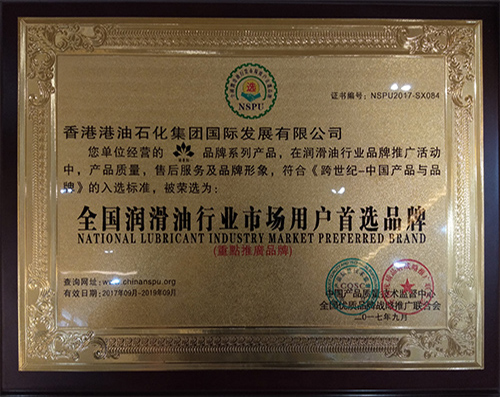 选
NSPU
证书编号：NSPU2017-SX084
香港港油石化集团国际发展有限公司
您单位经营的 品牌系列产品，在润滑油行业品牌推广活动
中，产品质量，售后服务及品牌形象，符合《跨世纪-中国产品与品
牌》的入选标准，被荣选为：
全国润滑油行业市场用户首选品牌
NATIONAL LUBRICANT INDUSTRY MARKET PREFERRED BRAND
(重點推廣品牌)
查询网址：www.chinanspu.org
有效日期：2017年09月-2019年09月
CQSC
中国产品质量技术监督中心
全国优质品牌战略推广联合会
二〇一七年九月